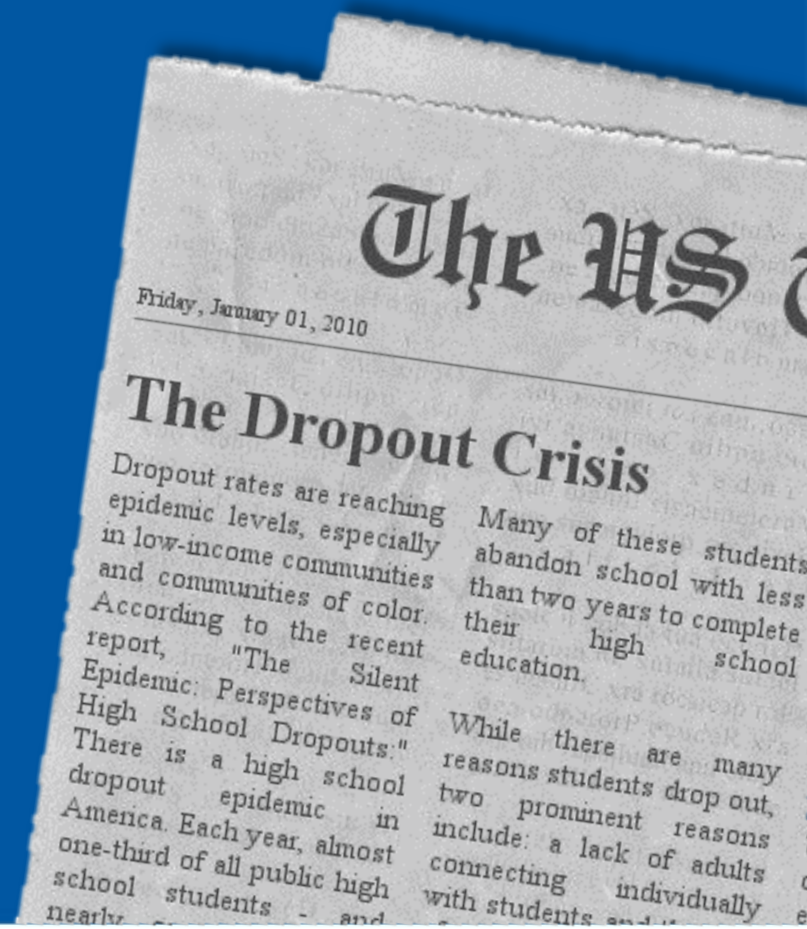 The US
Friday, January 01, 2010
The Dropout Crisis
Dropout rates are reaching
epidemic levels, especially
in low-income communities
and communities of color.
According to the recent
report, "The Silent
Epidemic: Perspectives of
High School Dropouts:"
There is a high school
dropout epidemic in
America. Each year, almost
one-third of all public high
school students - and
nearly
Many of these students
abandon school with less
than two years to complete
their high school
education.
While there are many
reasons students drop out,
two prominent reasons
include: a lack of adults
connecting individually
with students and